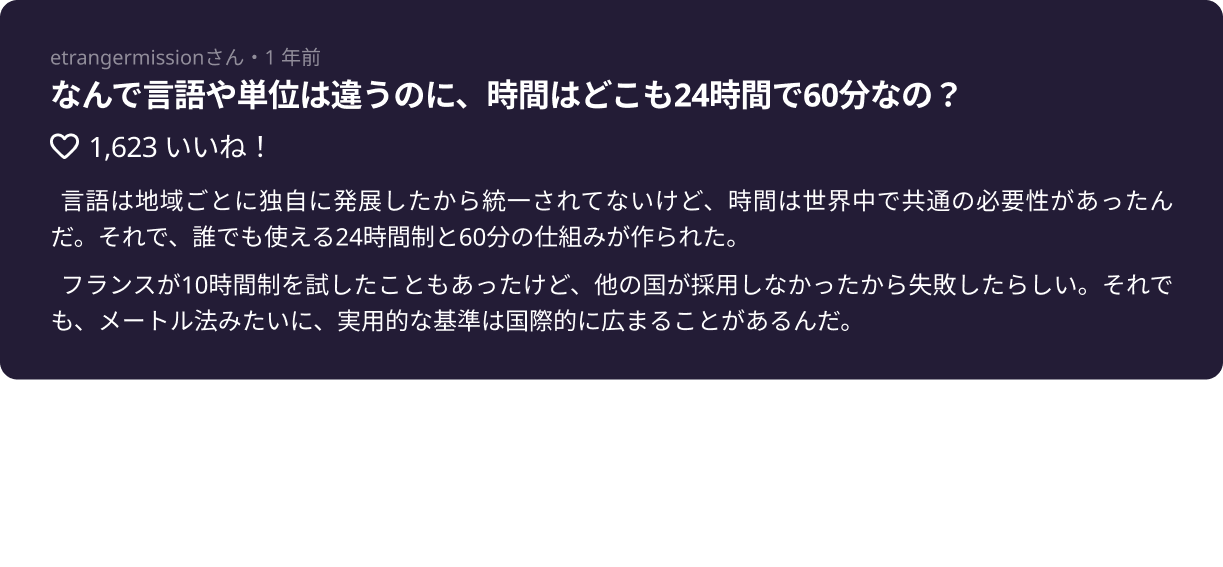 etrangermissionさん・1 年前
なんで言語や単位は違うのに、時間はどこも24時間で60分なの？
1,623 いいね！
言語は地域ごとに独自に発展したから統一されてないけど、時間は世界中で共通の必要性があったん
だ。それで、誰でも使える24時間制と60分の仕組みが作られた。
フランスが10時間制を試したこともあったけど、他の国が採用しなかったから失敗したらしい。それで
も、メートル法みたいに、実用的な基準は国際的に広まることがあるんだ。